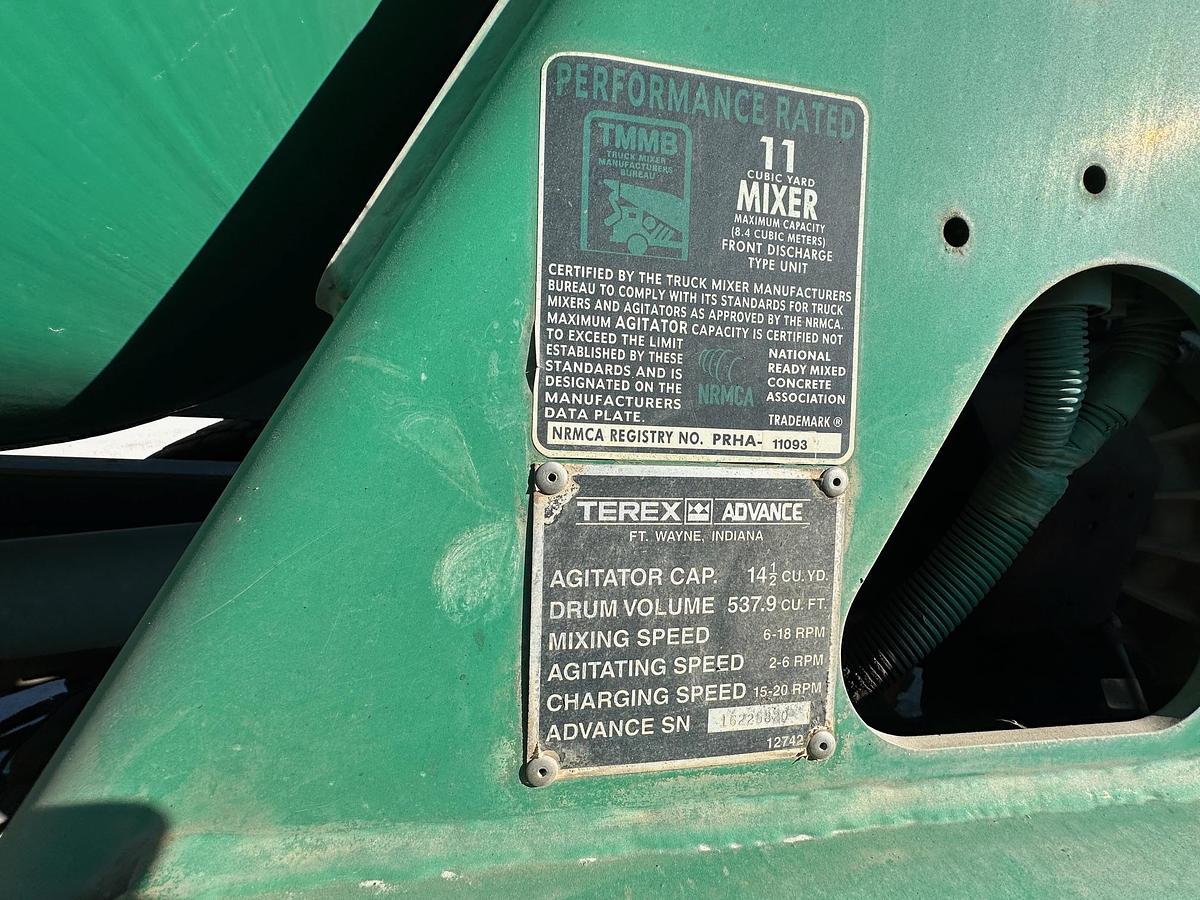 PERFORMANCE RATED
TMMB
TRUCK MIXER
MANUFACTURERS
BUREAU
11
CUBIC YARD
MIXER
MAXIMUM CAPACITY
(8.4 CUBIC METERS)
FRONT DISCHARGE
TYPE UNIT
CERTIFIED BY THE TRUCK MIXER MANUFACTURERS
BUREAU TO COMPLY WITH ITS STANDARDS FOR TRUCK
MIXERS AND AGITATORS AS APPROVED BY THE NRMCA.
MAXIMUM AGITATOR CAPACITY IS CERTIFIED NOT
TO EXCEED THE LIMIT
ESTABLISHED BY THESE
STANDARDS AND IS
DESIGNATED ON THE
MANUFACTURERS
DATA PLATE.
NRMCA
NATIONAL
READY MIXED
CONCRETE
ASSOCIATION
TRADEMARK ®
NRMCA REGISTRY NO. PRHA- 11093
TEREX ADVANCE
FT. WAYNE, INDIANA
AGITATOR CAP. 14 1/2 CU. YD.
DRUM VOLUME 537.9 CU. FT.
MIXING SPEED 6-18 RPM
AGITATING SPEED 2-6 RPM
CHARGING SPEED 15-20 RPM
ADVANCE SN
12742